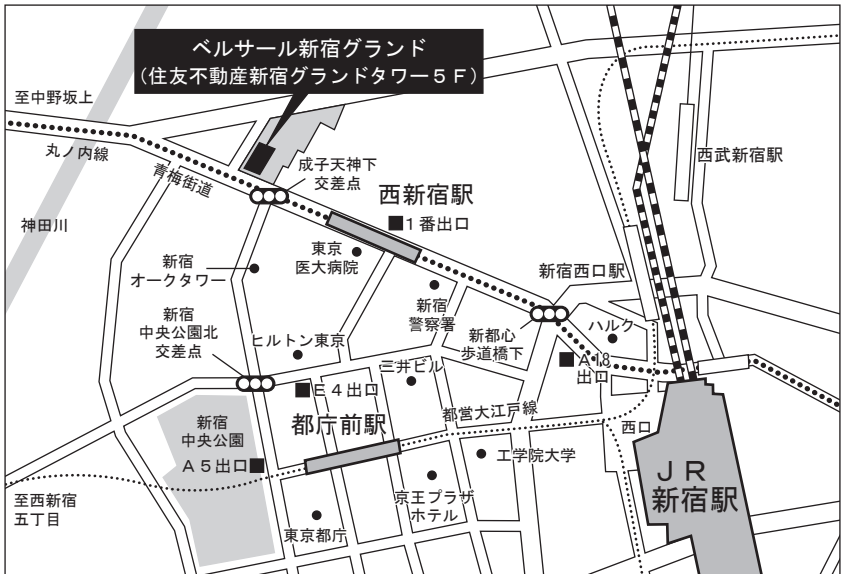 ベルサール新宿グランド
（住友不動産新宿グランドタワー５Ｆ）
至中野坂上
丸ノ内線
青梅街道
成子天神下
交差点
西新宿駅
■１番出口
西武新宿駅
神田川
新宿
オークタワー
東京
医大病院
新宿西口駅
新宿
警察署
新都心
歩道橋下
ハルク
新宿
中央公園北
交差点
ヒルトン東京
三井ビル
■Ａ18
出口
■Ｅ４出口
都庁前駅
都営大江戸線
西口
新宿
中央公園
Ａ５出口■
工学院大学
ＪＲ
新宿駅
京王プラザ
ホテル
至西新宿
五丁目
東京都庁